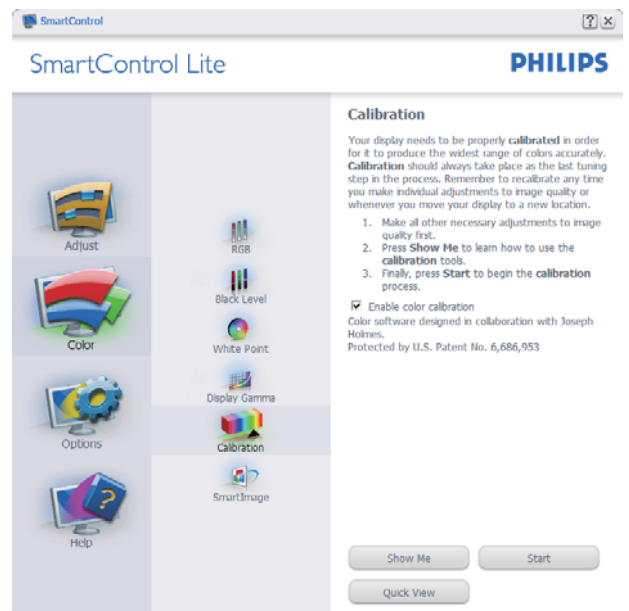 SmartControl
SmartControl Lite
PHILIPS
Adjust
Color
Options
Help
RGB
Black Level
White Point
Display Gamma
Calibration
SmartImage
Calibration
Your display needs to be properly calibrated in order
for it to produce the widest range of colors accurately.
Calibration should always take place as the last tuning
step in the process. Remember to recalibrate any time
you make individual adjustments to image quality or
whenever you move your display to a new location.
1. Make all other necessary adjustments to image
quality first.
2. Press Show Me to learn how to use the
calibration tools.
3. Finally, press Start to begin the calibration
process.
Enable color calibration
Color software designed in collaboration with Joseph
Holmes.
Protected by U.S. Patent No. 6,686,953
Show Me
Start
Quick View